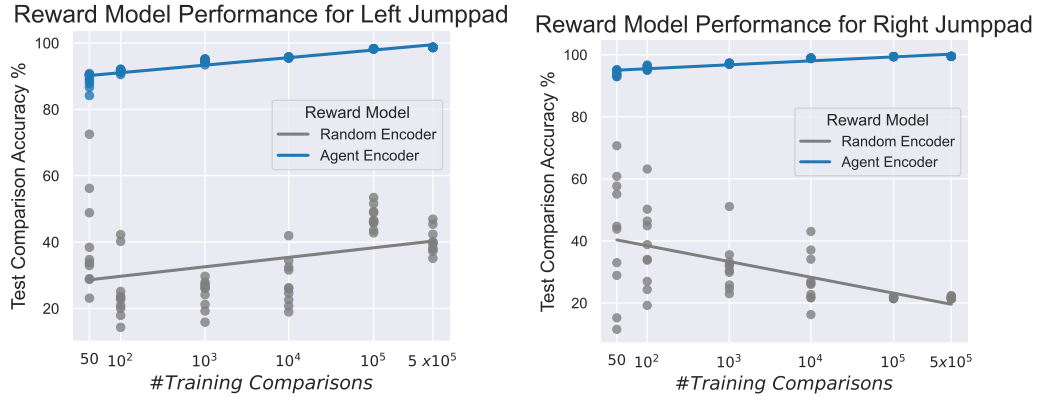 Reward Model Performance for Left Jumppad
Test Comparison Accuracy %
100
80
60
40
20
Reward Model
Random Encoder
Agent Encoder
50 10² 10³ 10⁴ 10⁵ 5 x10⁵
#Training Comparisons
Reward Model Performance for Right Jumppad
Test Comparison Accuracy %
100
80
60
40
20
Reward Model
Random Encoder
Agent Encoder
50 10² 10³ 10⁴ 10⁵ 5x10⁵
#Training Comparisons